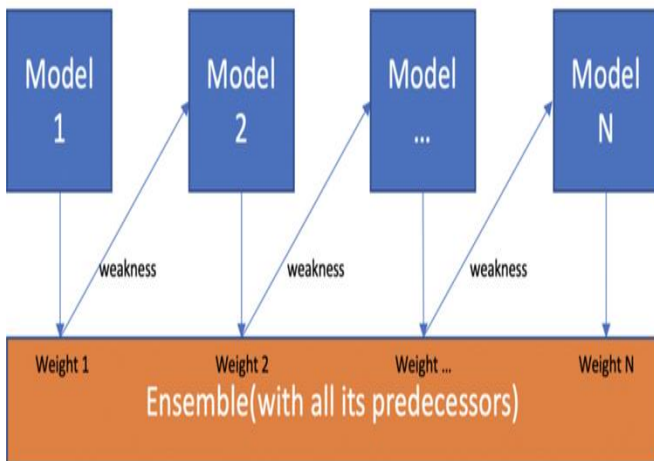 Model
1
Model
2
Model
...
Model
N
weakness
weakness
weakness
Weight 1
Weight 2
Weight ...
Weight N
Ensemble(with all its predecessors)